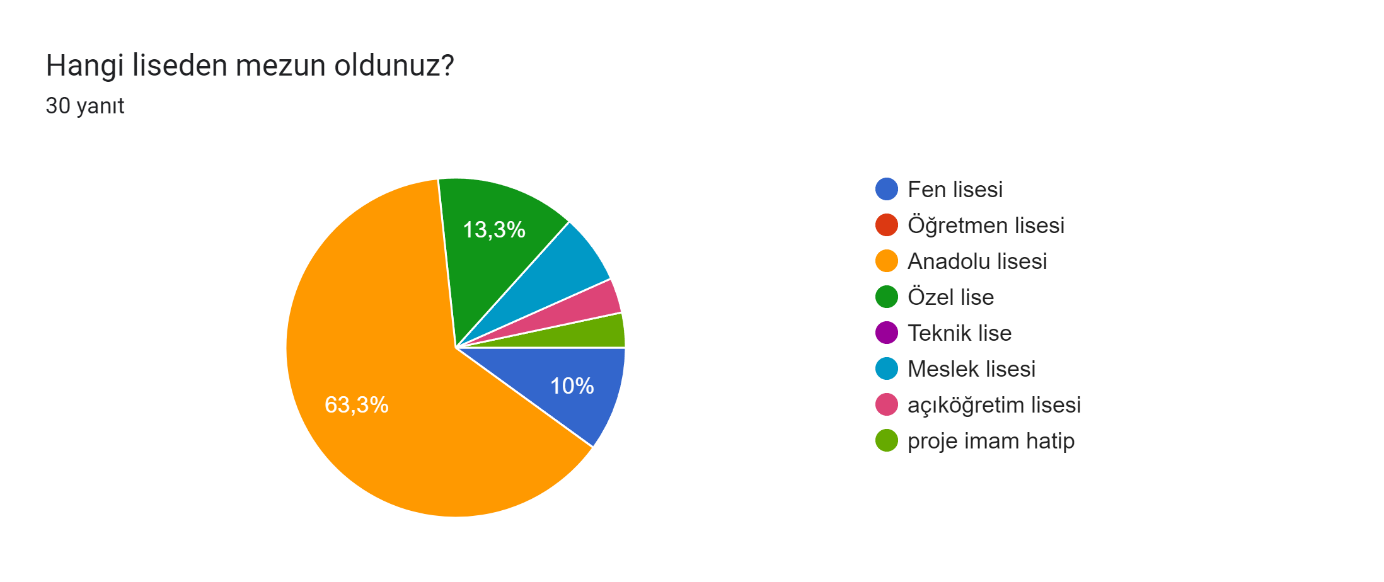 Hangi liseden mezun oldunuz?
30 yanıt
13,3%
10%
63,3%
Fen lisesi
Öğretmen lisesi
Anadolu lisesi
Özel lise
Teknik lise
Meslek lisesi
açıköğretim lisesi
proje imam hatip